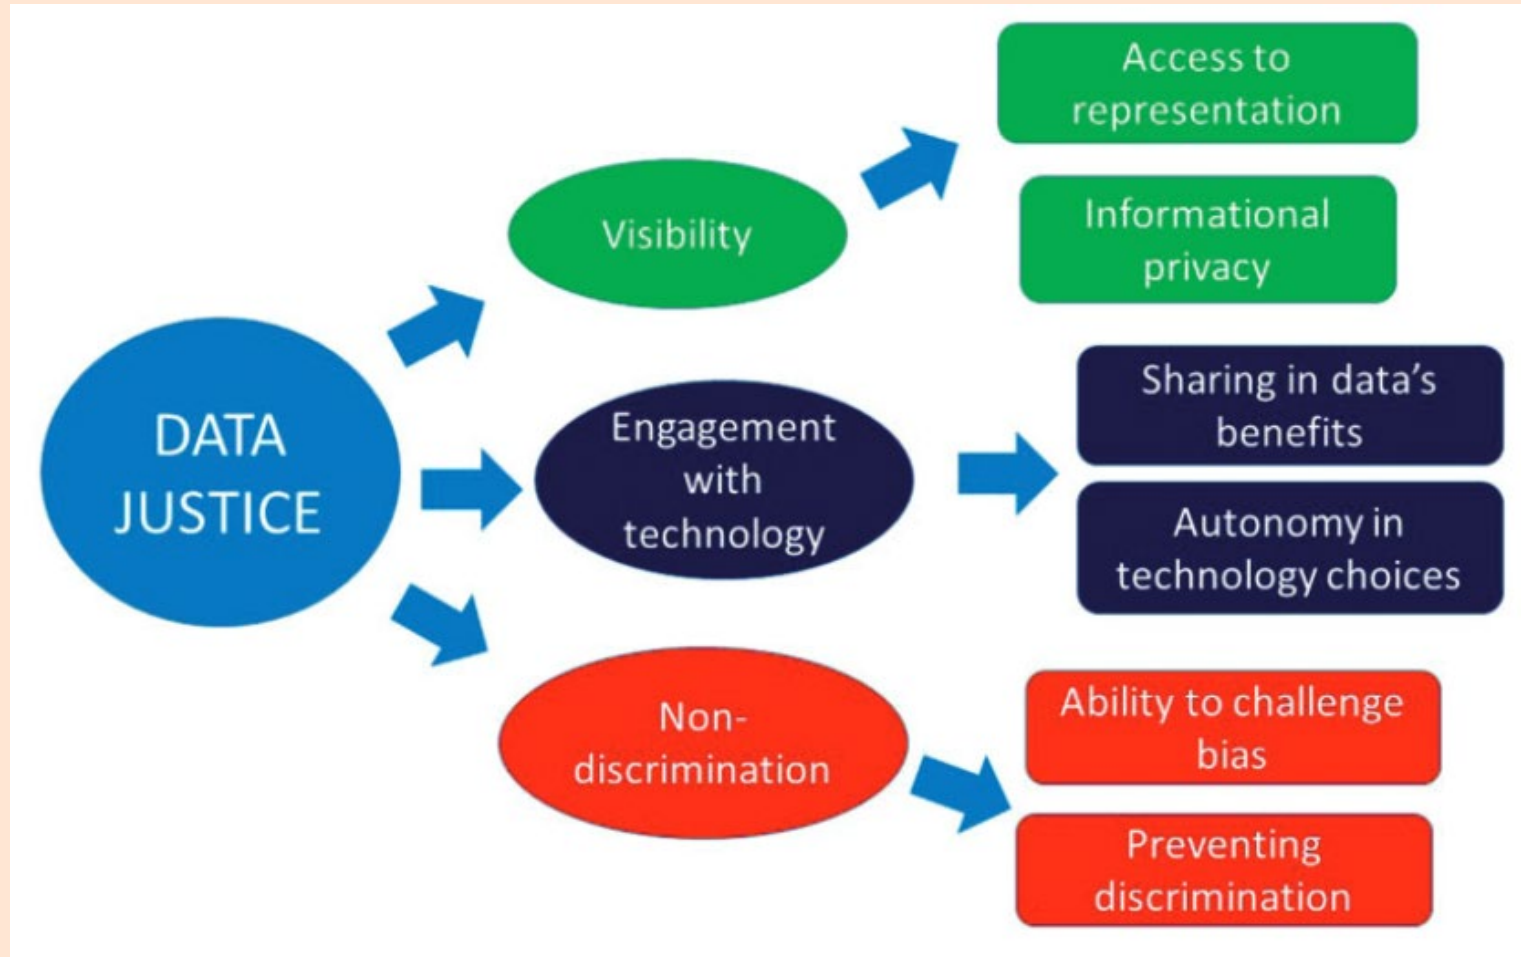 DATA
JUSTICE
Visibility
Access to
representation
Informational
privacy
Engagement
with
technology
Sharing in data’s
benefits
Autonomy in
technology choices
Non-
discrimination
Ability to challenge
bias
Preventing
discrimination